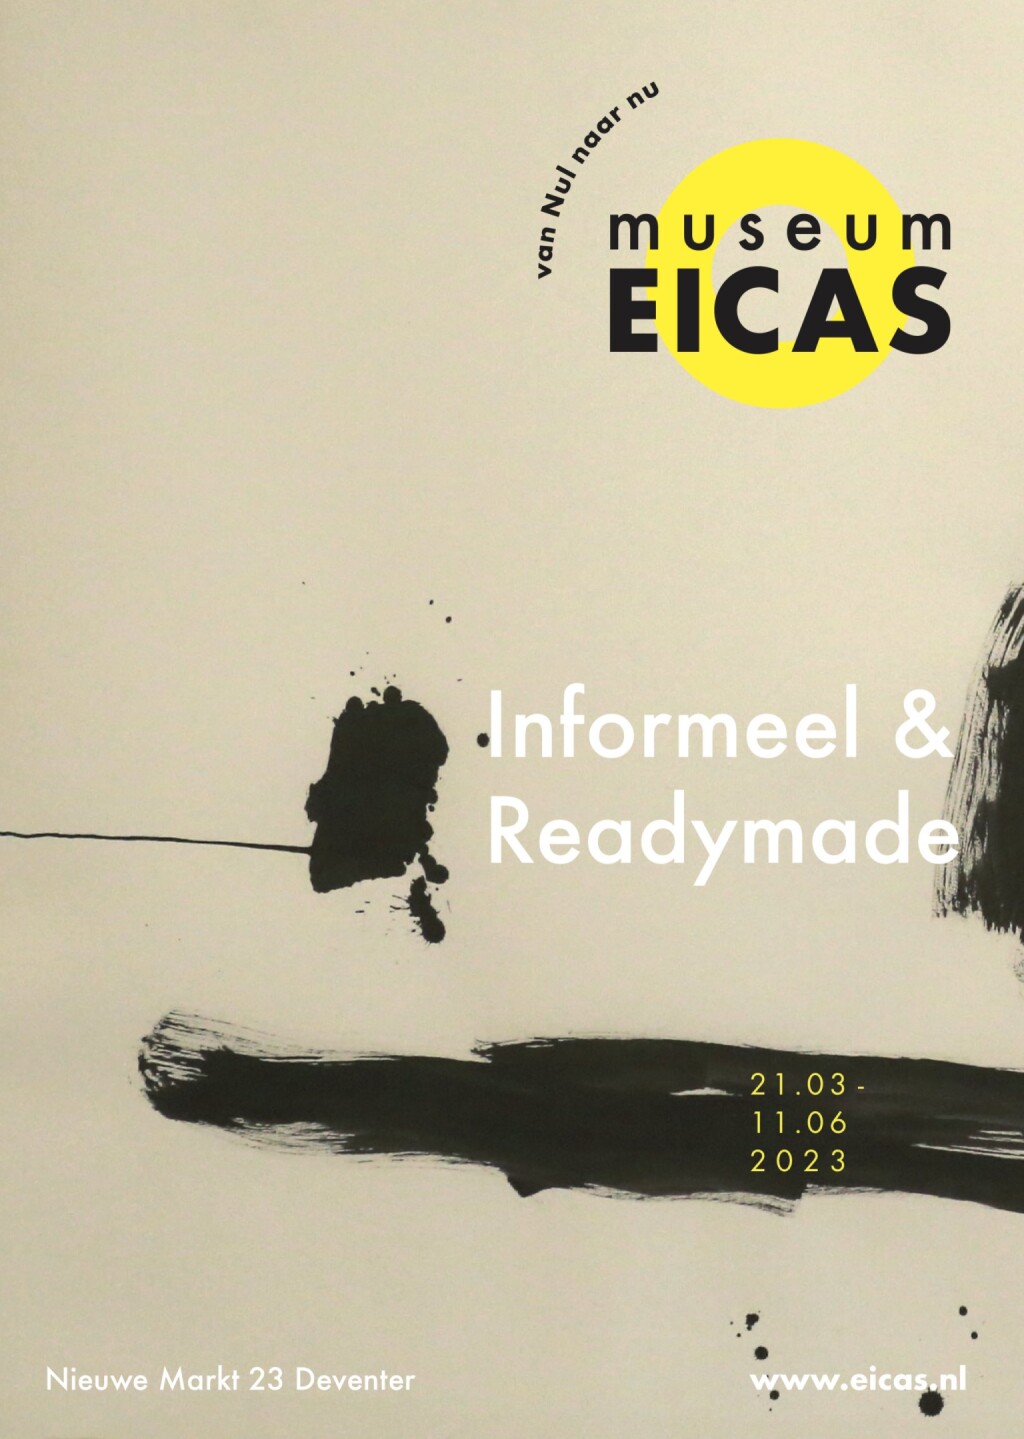 van Nul naar nu
museum
EICAS
Informeel &
Readymade
21.03 -
11.06
2023
Nieuwe Markt 23 Deventer
www.eicas.nl